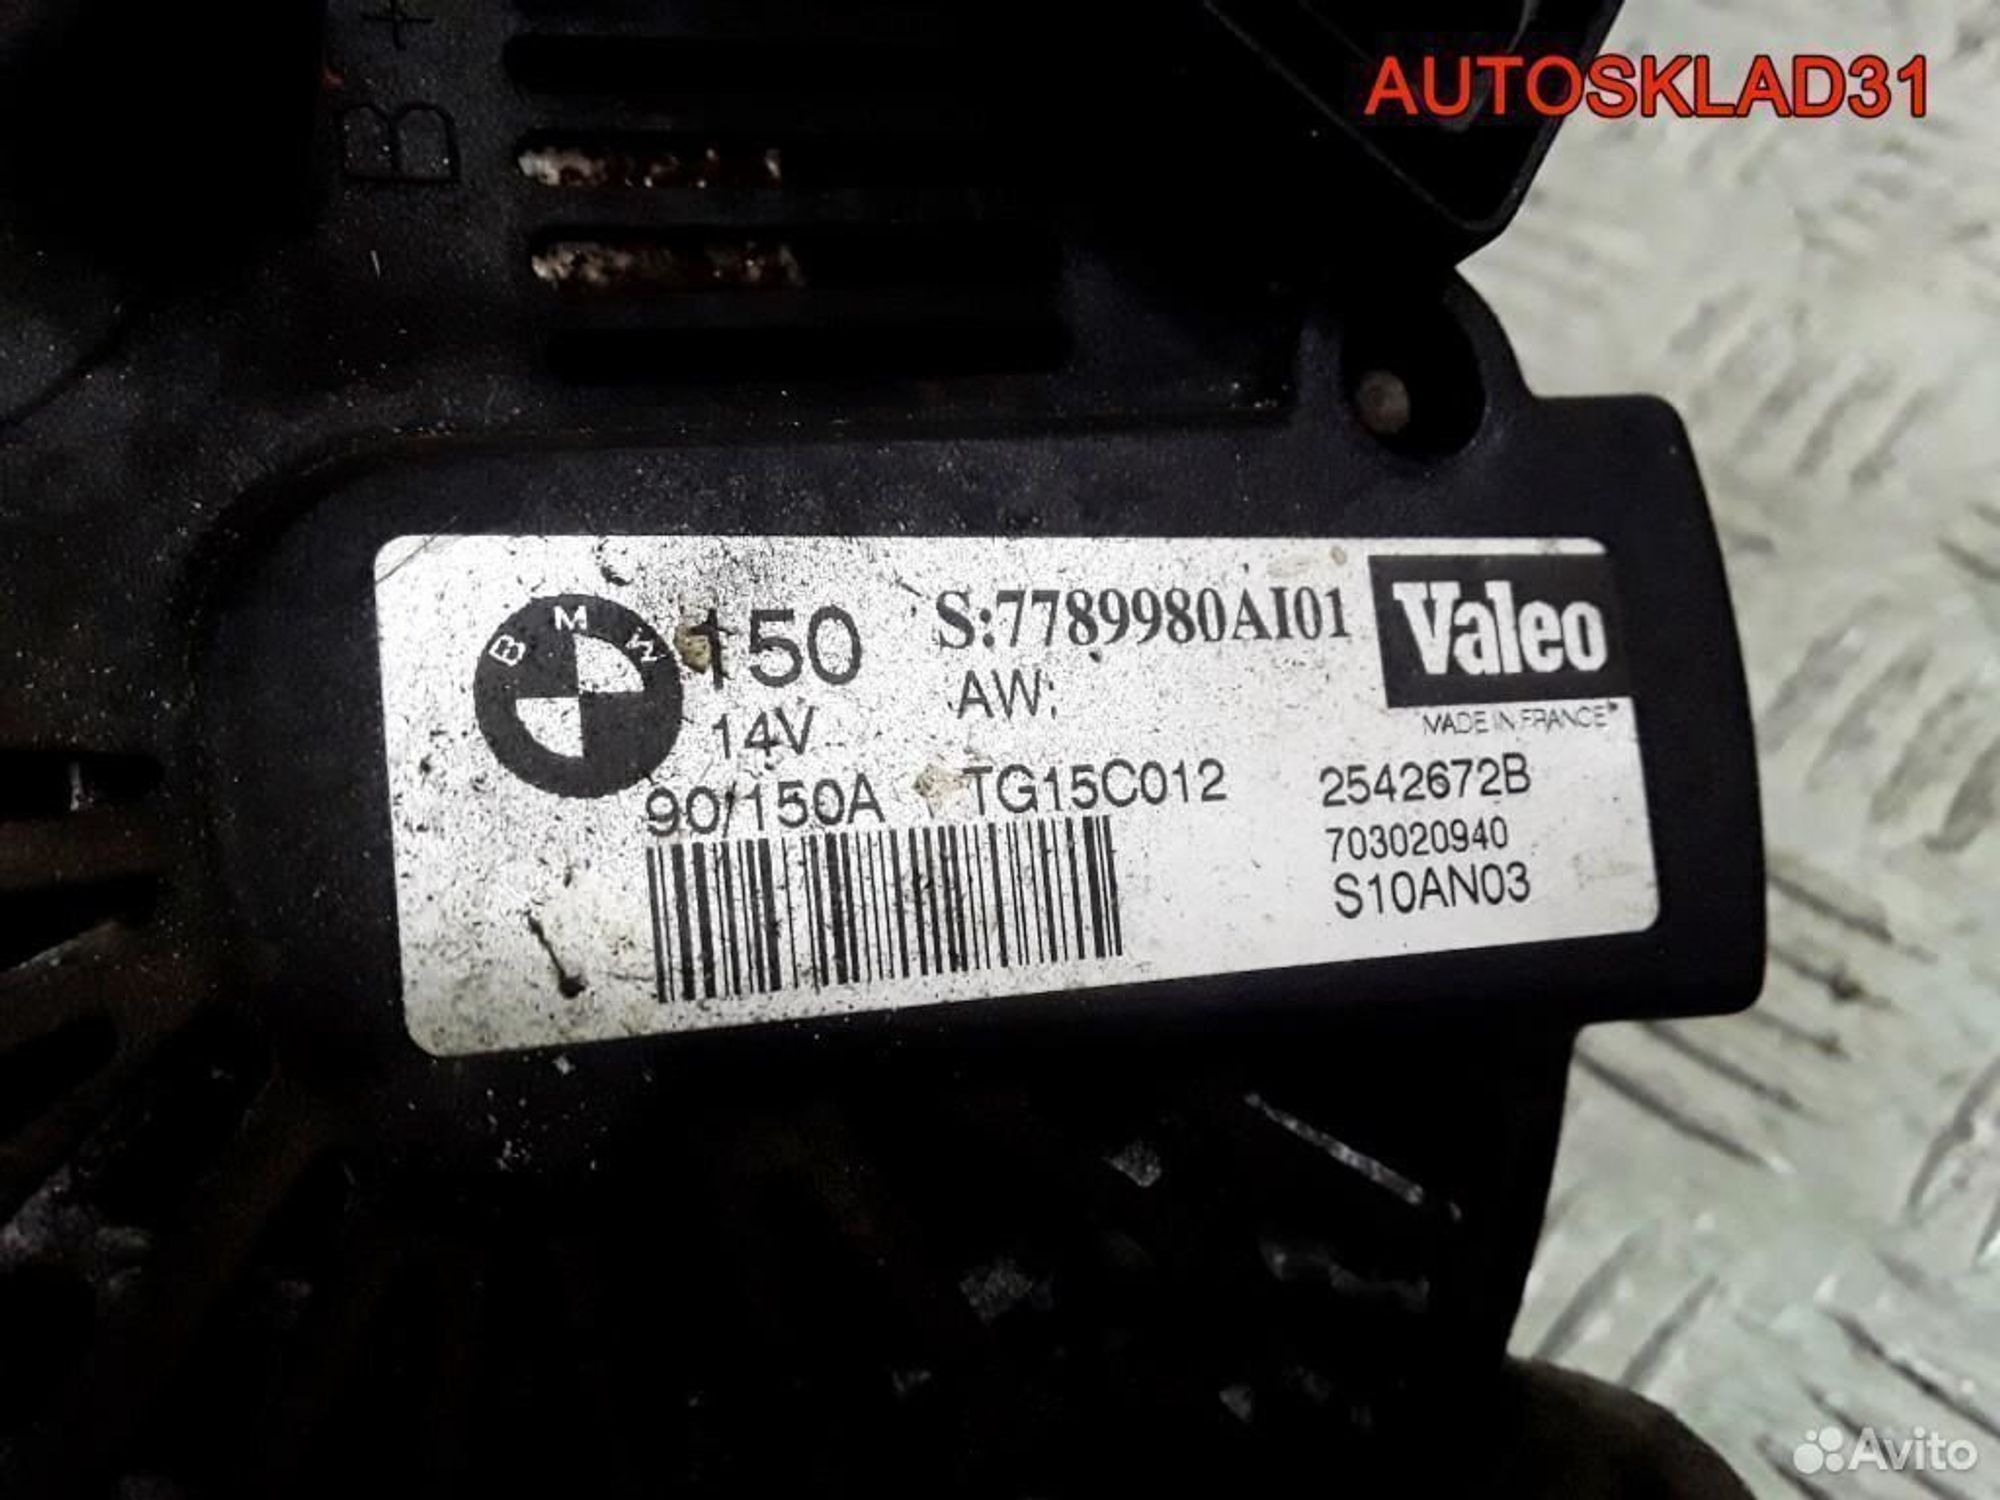 AUTOSKLAD31
B+
BMW
150
S:7789980AI01
Valeo
14V
AW:
MADE IN FRANCE
90/150A
TG15C012
2542672B
703020940
S10AN03
Avito